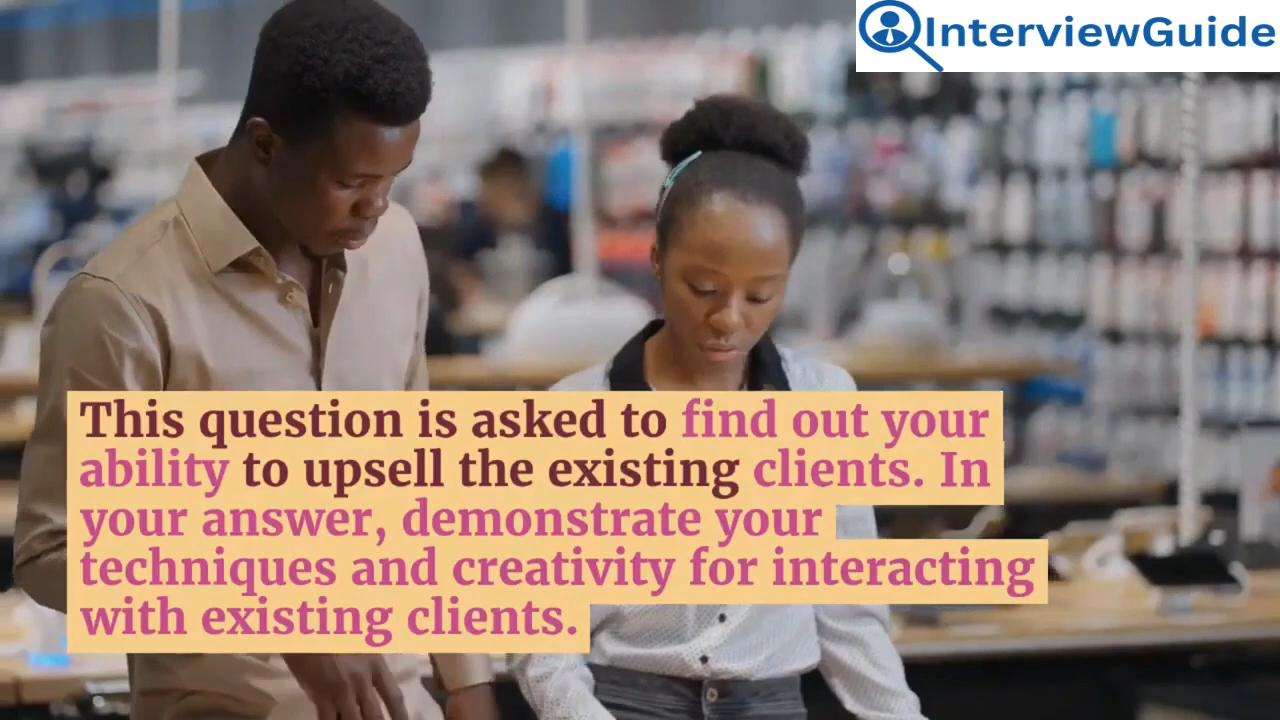 InterviewGuide
This question is asked to find out your
ability to upsell the existing clients. In
your answer, demonstrate your
techniques and creativity for interacting
with existing clients.